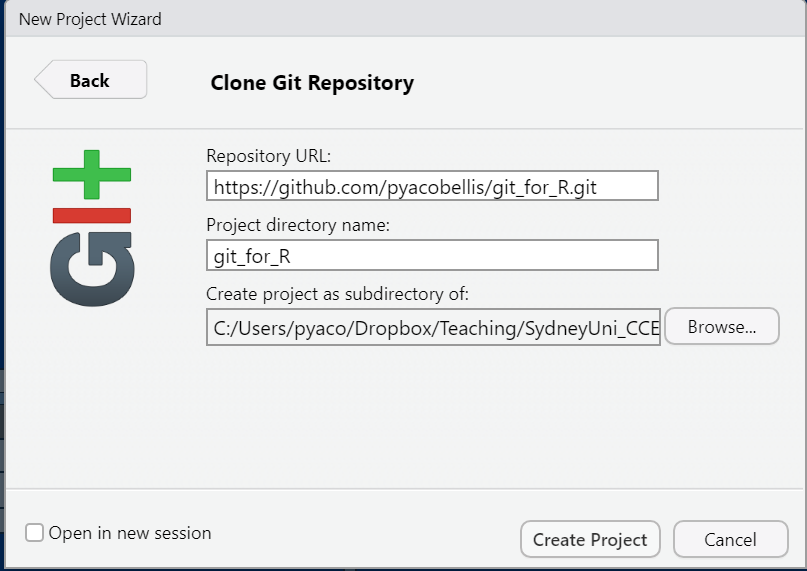 New Project Wizard
Back
Clone Git Repository
GIT
Repository URL:
https://github.com/pyacobellis/git_for_R.git
Project directory name:
git_for_R
Create project as subdirectory of:
C:/Users/pyaco/Dropbox/Teaching/SydneyUni_CCE
Browse...
Open in new session
Create Project
Cancel